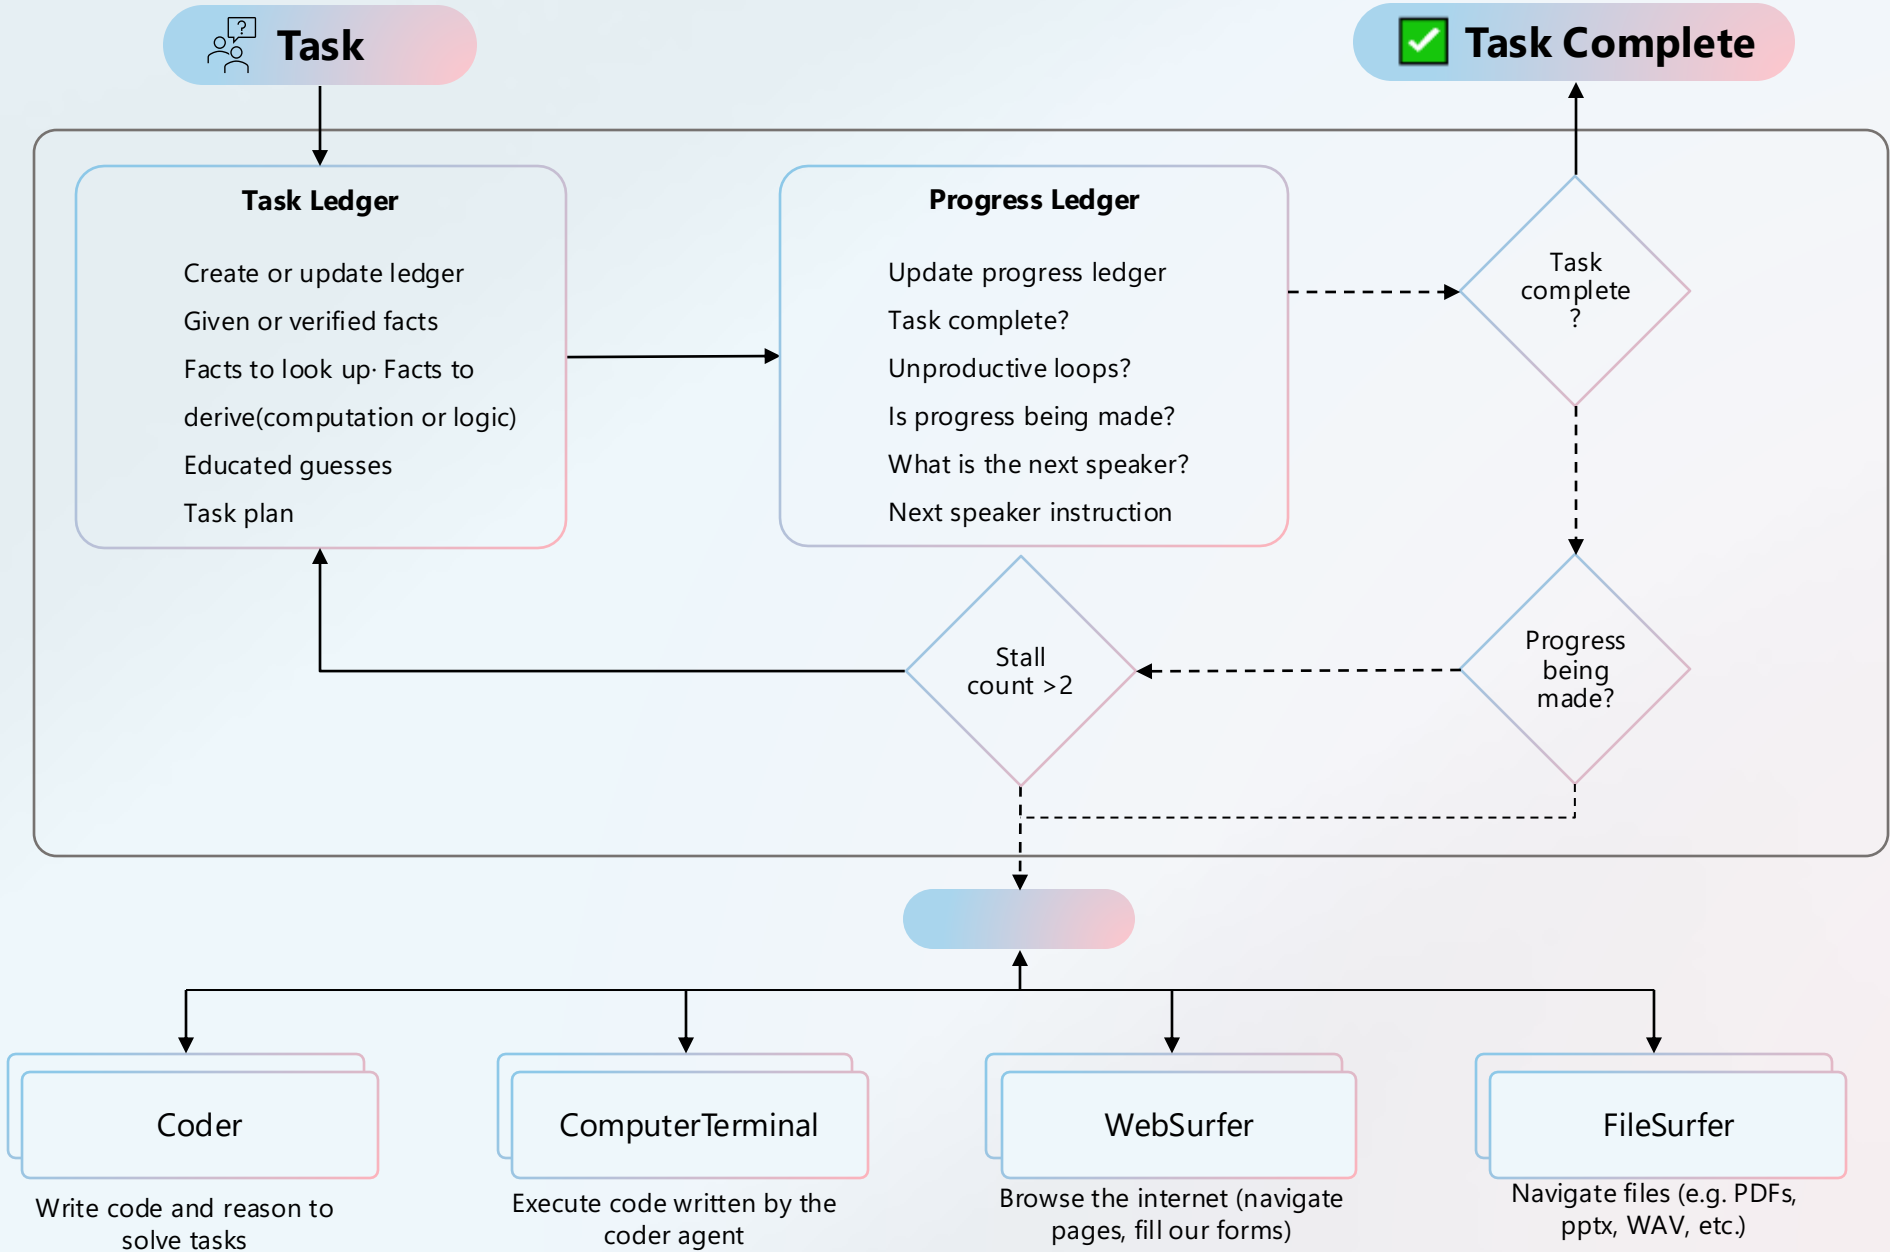 Task
Task Complete
Task Ledger
Create or update ledger
Given or verified facts
Facts to look up· Facts to
derive(computation or logic)
Educated guesses
Task plan
Progress Ledger
Update progress ledger
Task complete?
Unproductive loops?
Is progress being made?
What is the next speaker?
Next speaker instruction
Task
complete
?
Stall
count >2
Progress
being
made?
Coder
Write code and reason to
solve tasks
ComputerTerminal
Execute code written by the
coder agent
WebSurfer
Browse the internet (navigate
pages, fill our forms)
FileSurfer
Navigate files (e.g. PDFs,
pptx, WAV, etc.)